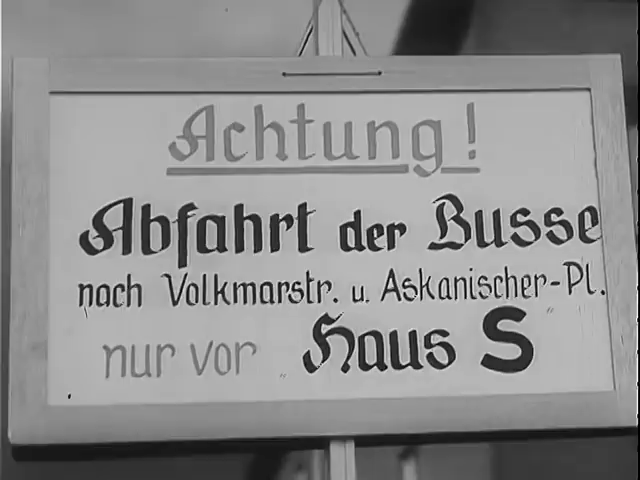 Achtung!
Abfahrt der Busse
nach Volkmarstr. u. Askanischer-Pl.
nur vor „Haus S"